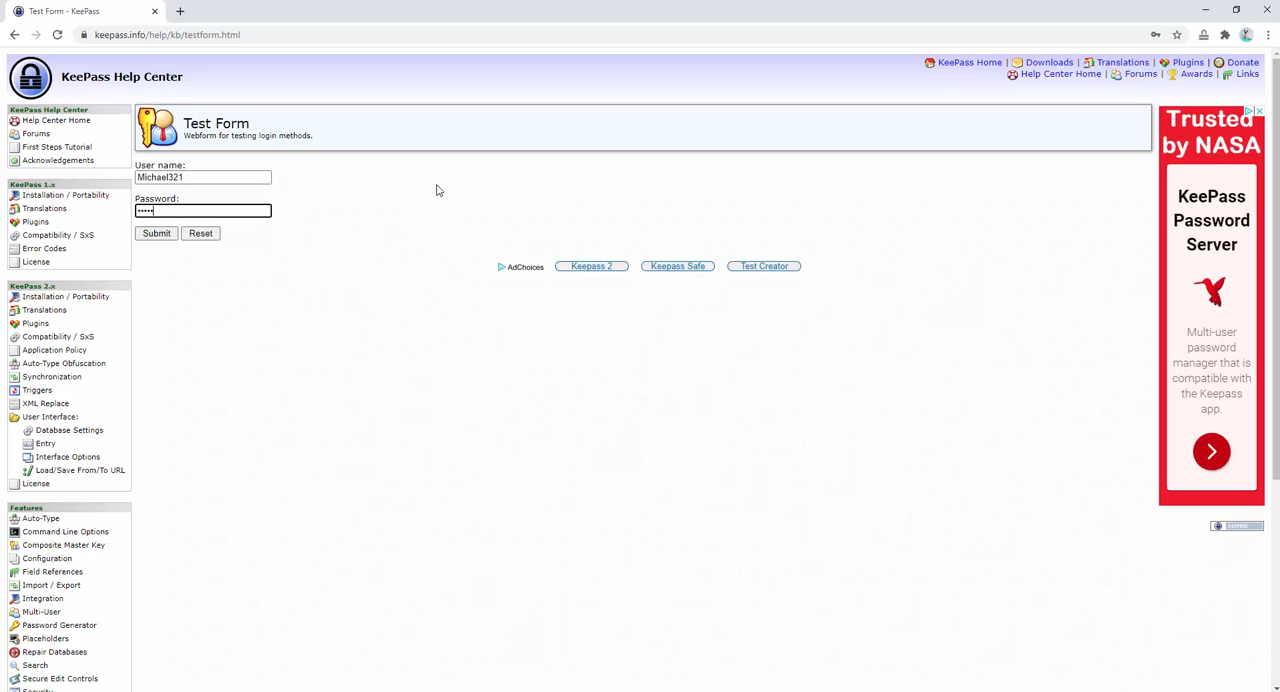 Test Form - KeePass
keepass.info/help/kb/testform.html
KeePass Help Center
KeePass Home | Downloads | Translations | Plugins | Donate
Help Center Home | Forums | Awards | Links
KeePass Help Center
Help Center Home
Forums
First Steps Tutorial
Acknowledgements
KeePass 1.x
Installation / Portability
Translations
Plugins
Compatibility / SxS
Error Codes
License
KeePass 2.x
Installation / Portability
Translations
Plugins
Compatibility / SxS
Application Policy
Auto-Type Obfuscation
Synchronization
Triggers
XML Replace
User Interface:
Database Settings
Entry
Interface Options
Load/Save From/To URL
License
Features
Auto-Type
Command Line Options
Composite Master Key
Configuration
Field References
Import / Export
Integration
Multi-User
Password Generator
Placeholders
Repair Databases
Search
Secure Edit Controls
Test Form
Webform for testing login methods.
User name:
Michael321
Password:
•••••
Submit Reset
AdChoices Keepass 2 Keepass Safe Test Creator
Trusted
by NASA
KeePass
Password
Server
Multi-user
password
manager that is
compatible with
the Keepass
app.